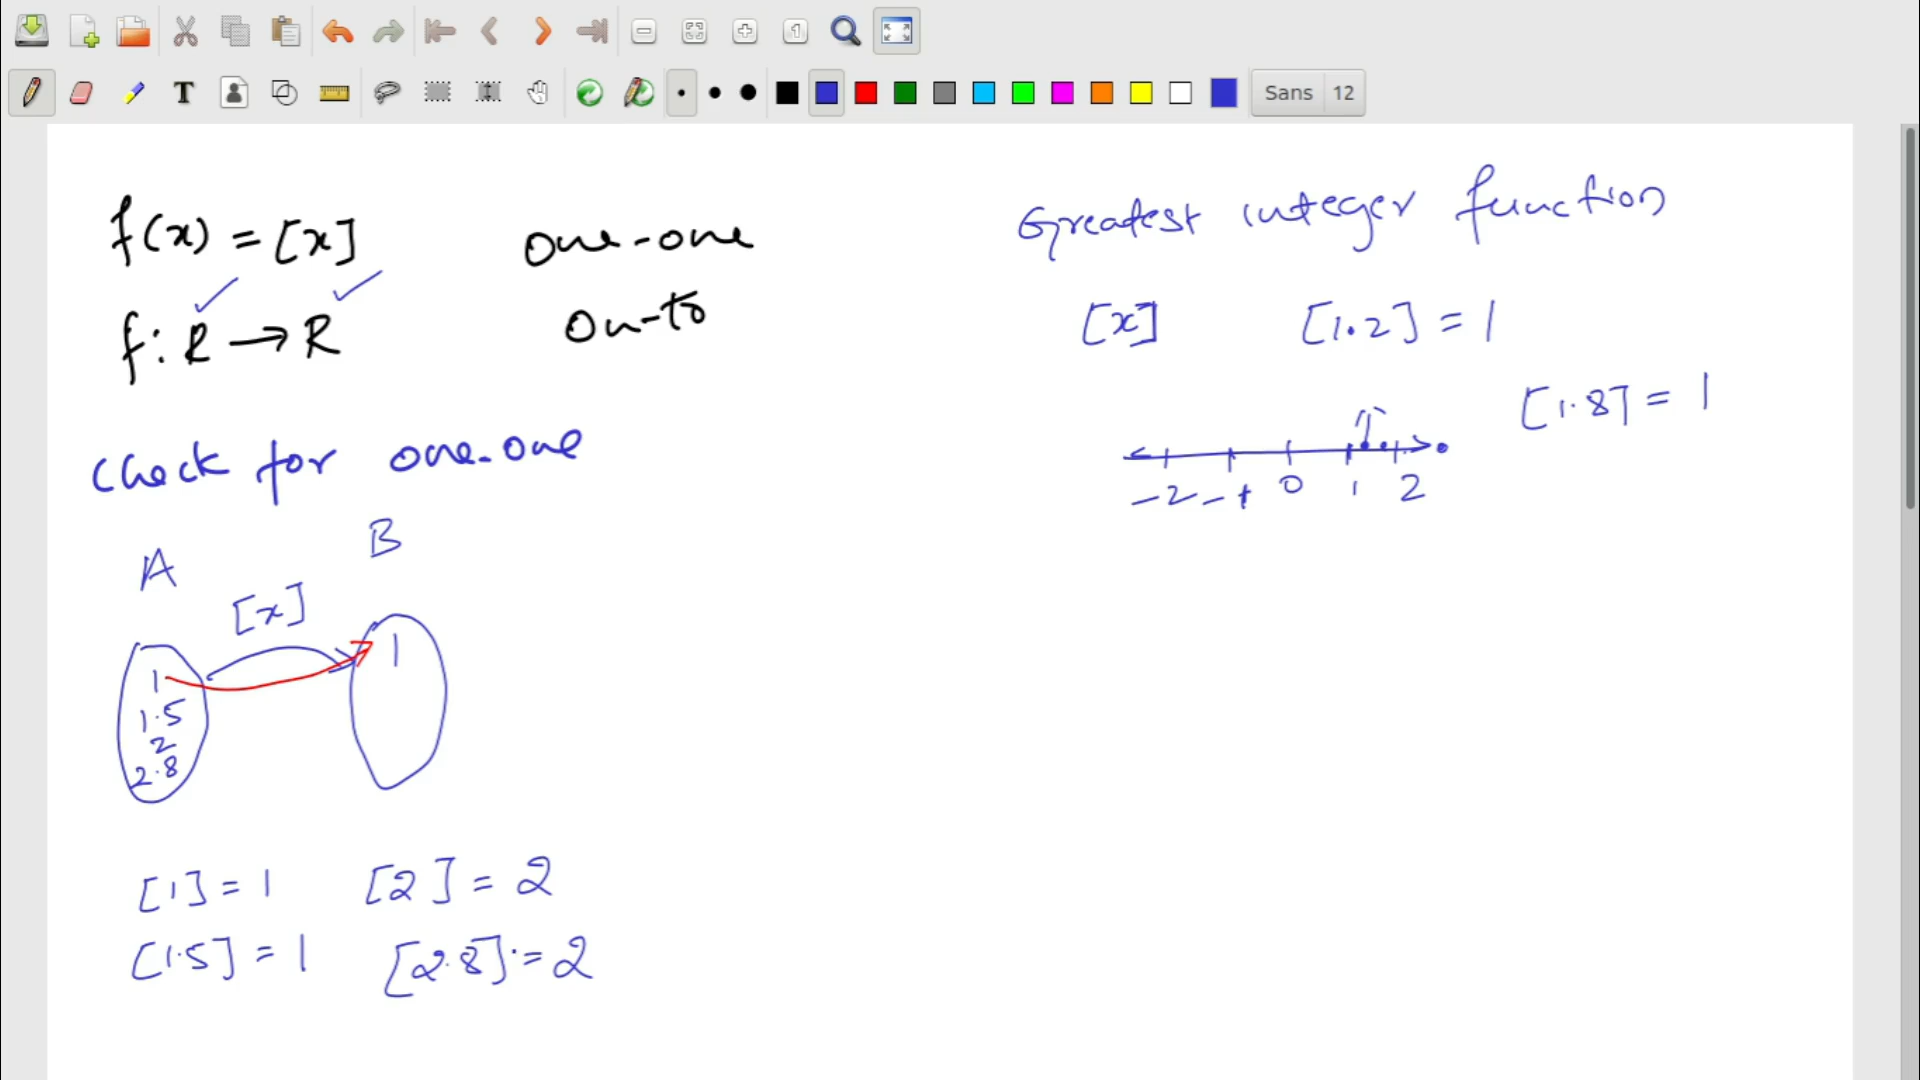 Sans 12
f(x) = [x]
f: R → R
one-one
on-to
Greatest integer function
[x] [1.2] = 1
[1.8] = 1
-2 -1 0 1 2
Check for one-one
A B
[x]
1
1.5
2
2.8
1
[1] = 1 [2] = 2
[1.5] = 1 [2.8] = 2